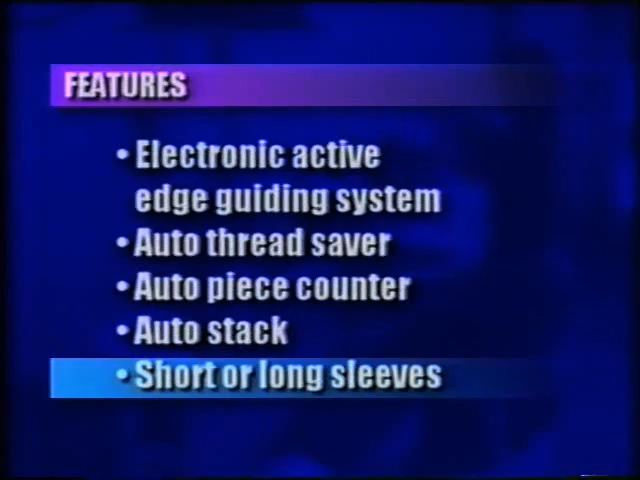 FEATURES
• Electronic active
edge guiding system
• Auto thread saver
• Auto piece counter
• Auto stack
• Short or long sleeves